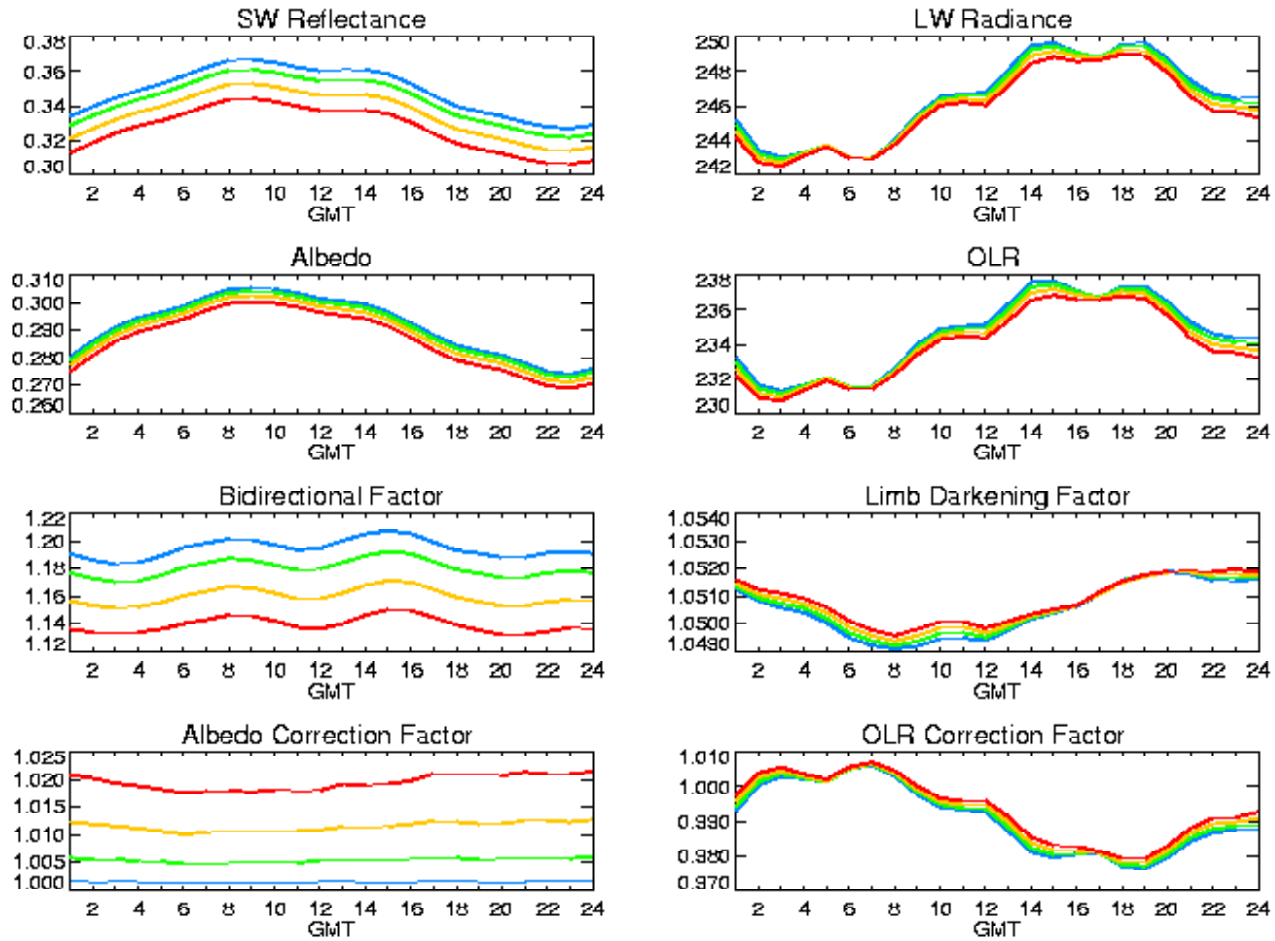 SW Reflectance
0.38
0.36
0.34
0.32
0.30
2 4 6 8 10 12 14 16 18 20 22 24
GMT
LW Radiance
250
248
246
244
242
2 4 6 8 10 12 14 16 18 20 22 24
GMT
Albedo
0.310
0.300
0.290
0.280
0.270
0.260
2 4 6 8 10 12 14 16 18 20 22 24
GMT
OLR
238
236
234
232
230
2 4 6 8 10 12 14 16 18 20 22 24
GMT
Bidirectional Factor
1.22
1.20
1.18
1.16
1.14
1.12
2 4 6 8 10 12 14 16 18 20 22 24
GMT
Limb Darkening Factor
1.0540
1.0530
1.0520
1.0510
1.0500
1.0490
2 4 6 8 10 12 14 16 18 20 22 24
GMT
Albedo Correction Factor
1.025
1.020
1.015
1.010
1.005
1.000
2 4 6 8 10 12 14 16 18 20 22 24
GMT
OLR Correction Factor
1.010
1.000
0.990
0.980
0.970
2 4 6 8 10 12 14 16 18 20 22 24
GMT